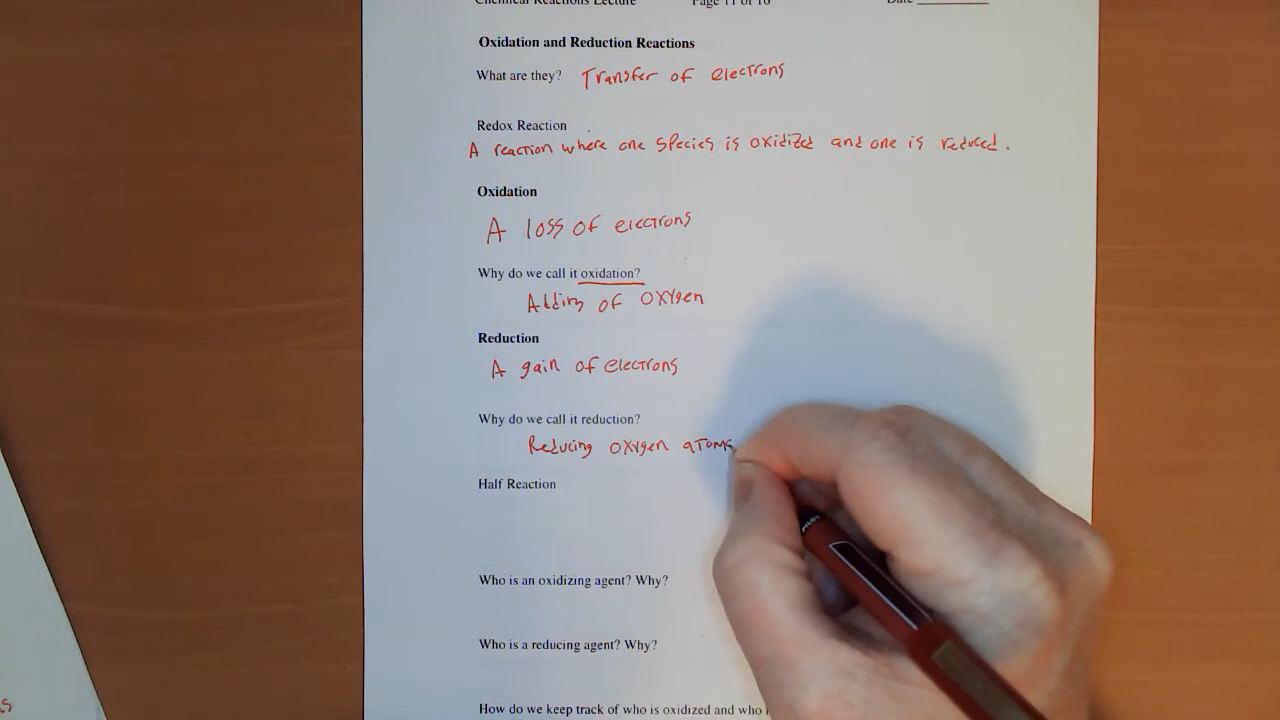 Chemical Reactions Lecture Page 11 of 16 Date
Oxidation and Reduction Reactions
What are they? Transfer of electrons
Redox Reaction
A reaction where one species is oxidized and one is reduced.
Oxidation
A loss of electrons
Why do we call it oxidation?
Adding of oxygen
Reduction
A gain of electrons
Why do we call it reduction?
Reducing oxygen atoms
Half Reaction
Who is an oxidizing agent? Why?
Who is a reducing agent? Why?
How do we keep track of who is oxidized and who
PILOT